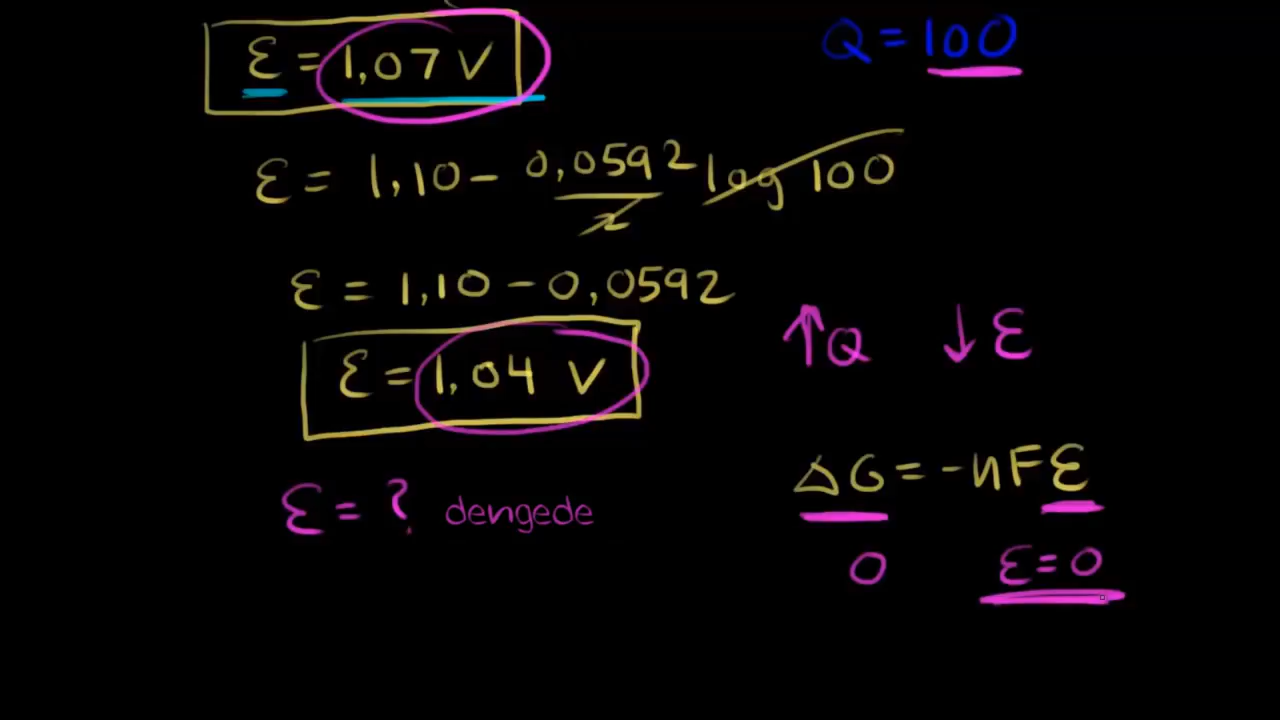 ε = 1,07 V
Q = 100
ε = 1,10 - 0,0592/2 log 100
ε = 1,10 - 0,0592
↑Q ↓ε
ε = 1,04 V
ΔG = -nFε
ε = ? dengede
0 ε = 0